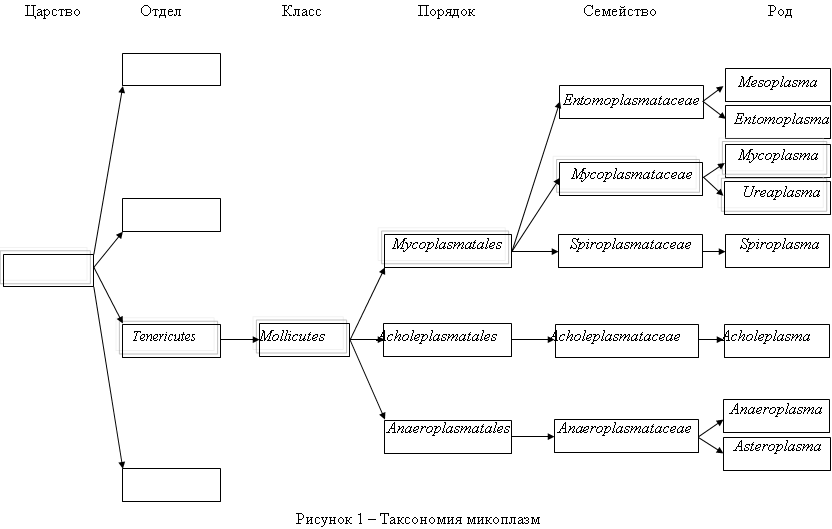 Царство Отдел Класс Порядок Семейство Род
Mesoplasma
Entomoplasmataceae
Entomoplasma
Mycoplasma
Mycoplasmataceae
Ureaplasma
Mycoplasmatales Spiroplasmataceae Spiroplasma
Tenericutes Mollicutes Acholeplasmatales Acholeplasmataceae Acholeplasma
Anaeroplasma
Anaeroplasmatales Anaeroplasmataceae
Asteroplasma
Рисунок 1 – Таксономия микоплазм